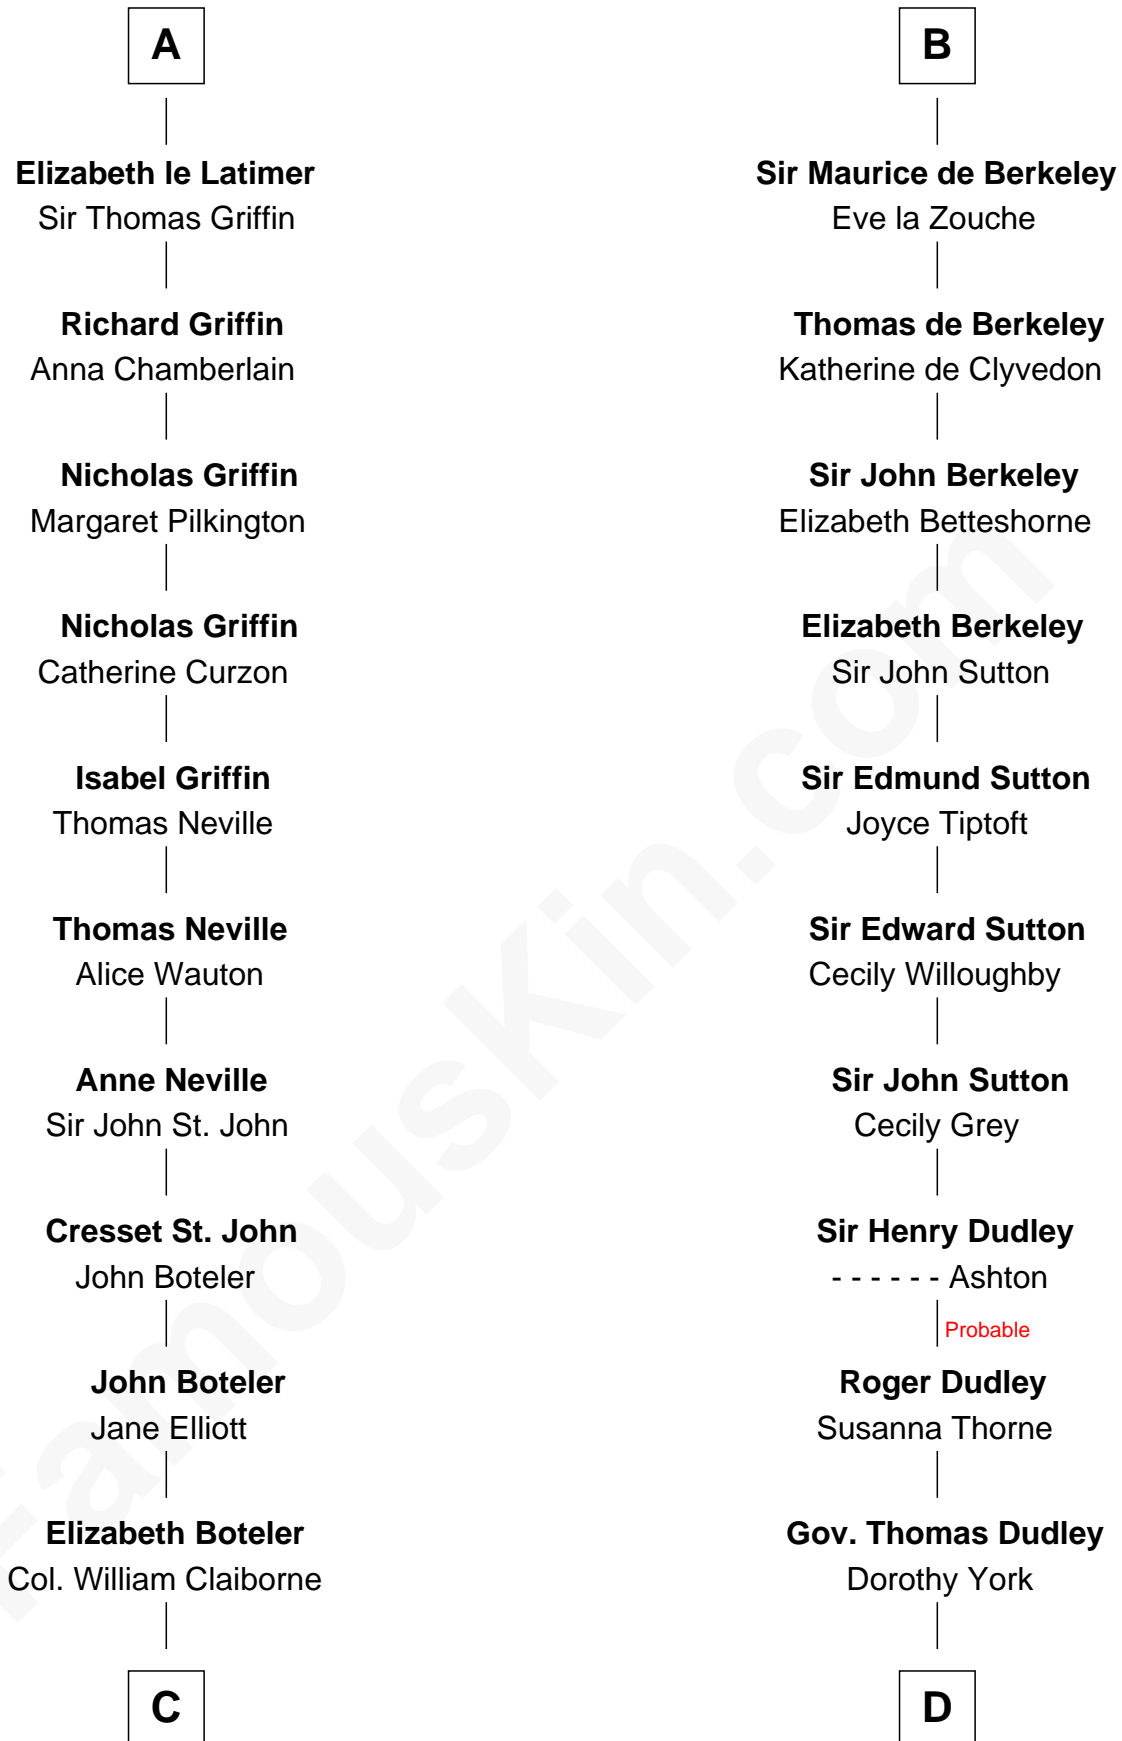 A
Elizabeth le Latimer
Sir Thomas Griffin
Richard Griffin
Anna Chamberlain
Nicholas Griffin
Margaret Pilkington
Nicholas Griffin
Catherine Curzon
Isabel Griffin
Thomas Neville
Thomas Neville
Alice Wauton
Anne Neville
Sir John St. John
Cresset St. John
John Boteler
John Boteler
Jane Elliott
Elizabeth Boteler
Col. William Claiborne
C
B
Sir Maurice de Berkeley
Eve la Zouche
Thomas de Berkeley
Katherine de Clyvedon
Sir John Berkeley
Elizabeth Betteshorne
Elizabeth Berkeley
Sir John Sutton
Sir Edmund Sutton
Joyce Tiptoft
Sir Edward Sutton
Cecily Willoughby
Sir John Sutton
Cecily Grey
Sir Henry Dudley
- - - - - - Ashton
Probable
Roger Dudley
Susanna Thorne
Gov. Thomas Dudley
Dorothy York
D
FamousKin.com